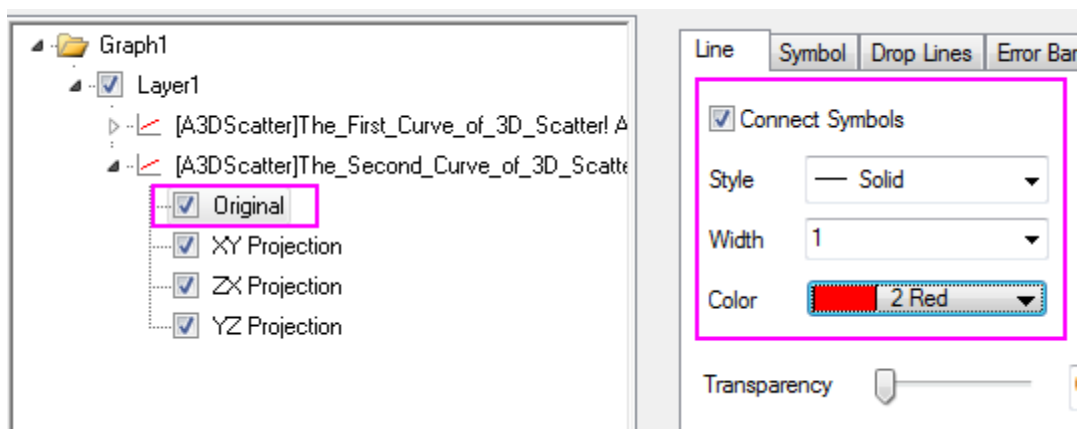 Graph1
Layer1
[A3DScatter]The_First_Curve_of_3D_Scatter! A
[A3DScatter]The_Second_Curve_of_3D_Scatte
Original
XY Projection
ZX Projection
YZ Projection
Line Symbol Drop Lines Error Bar
Connect Symbols
Style Solid
Width 1
Color 2 Red
Transparency